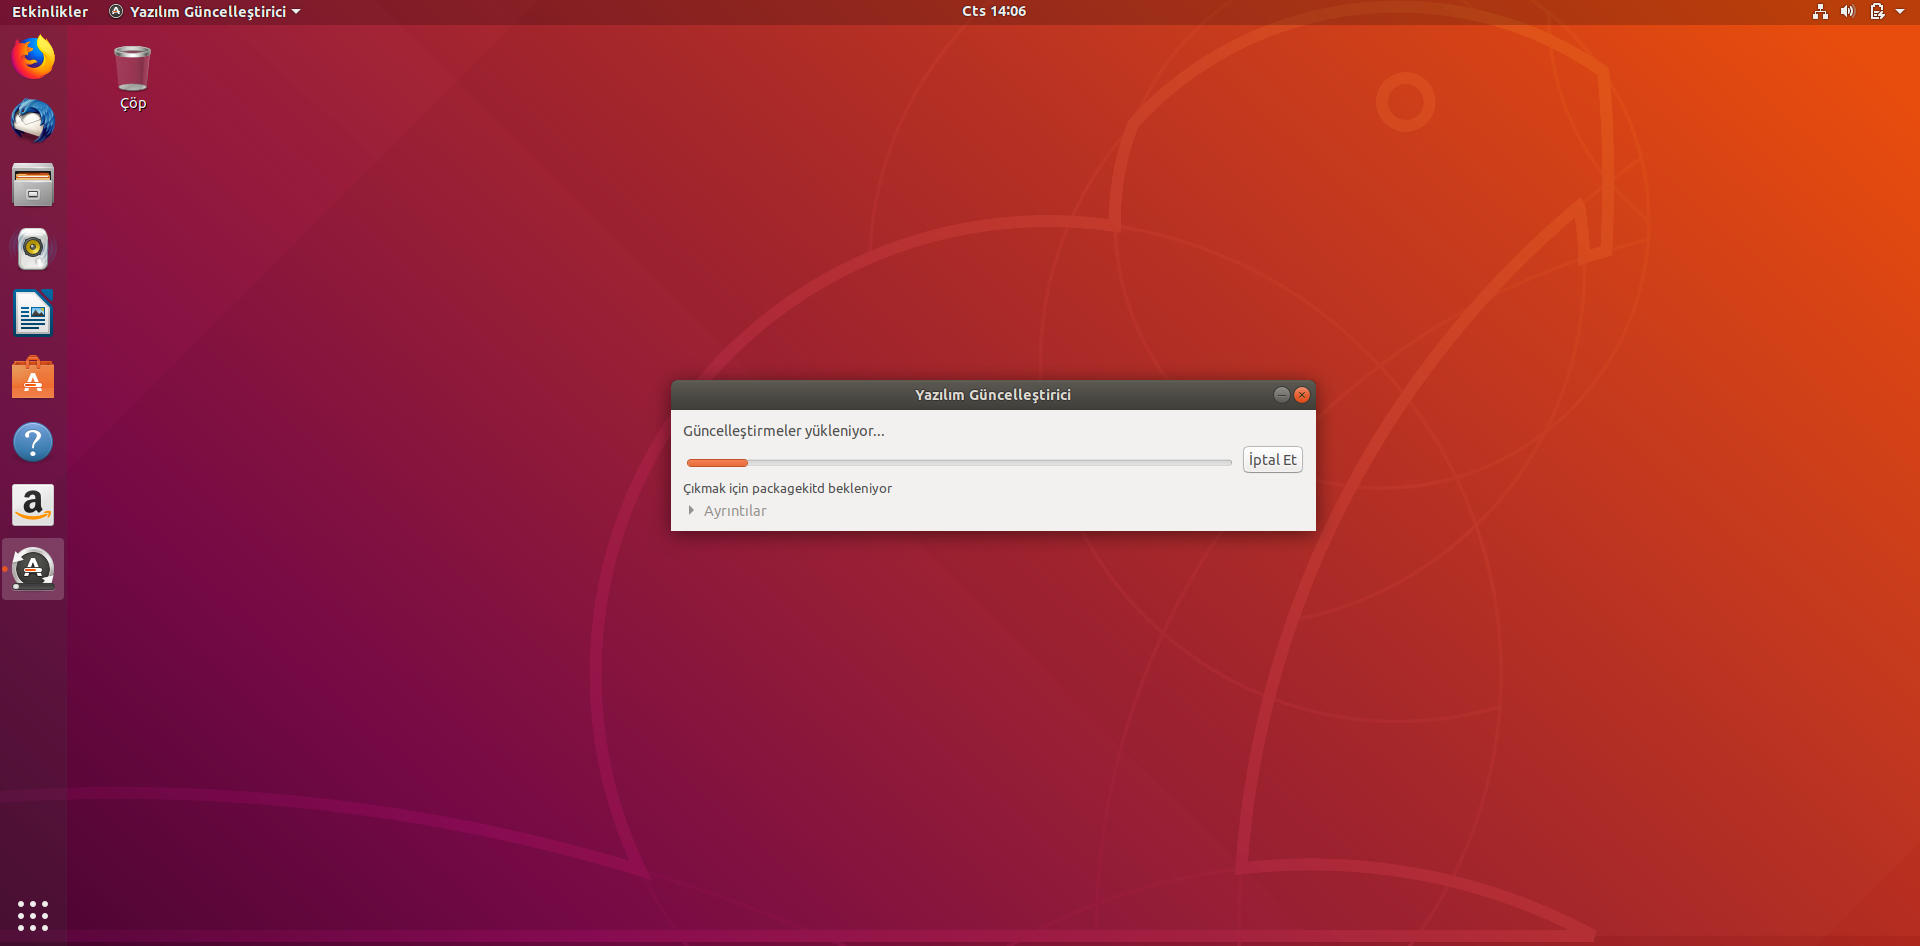 Etkinlikler
Yazılım Güncelleştirici
Cts 14:06
Çöp
Yazılım Güncelleştirici
Güncelleştirmeler yükleniyor...
İptal Et
Çıkmak için packagekitd bekleniyor
Ayrıntılar